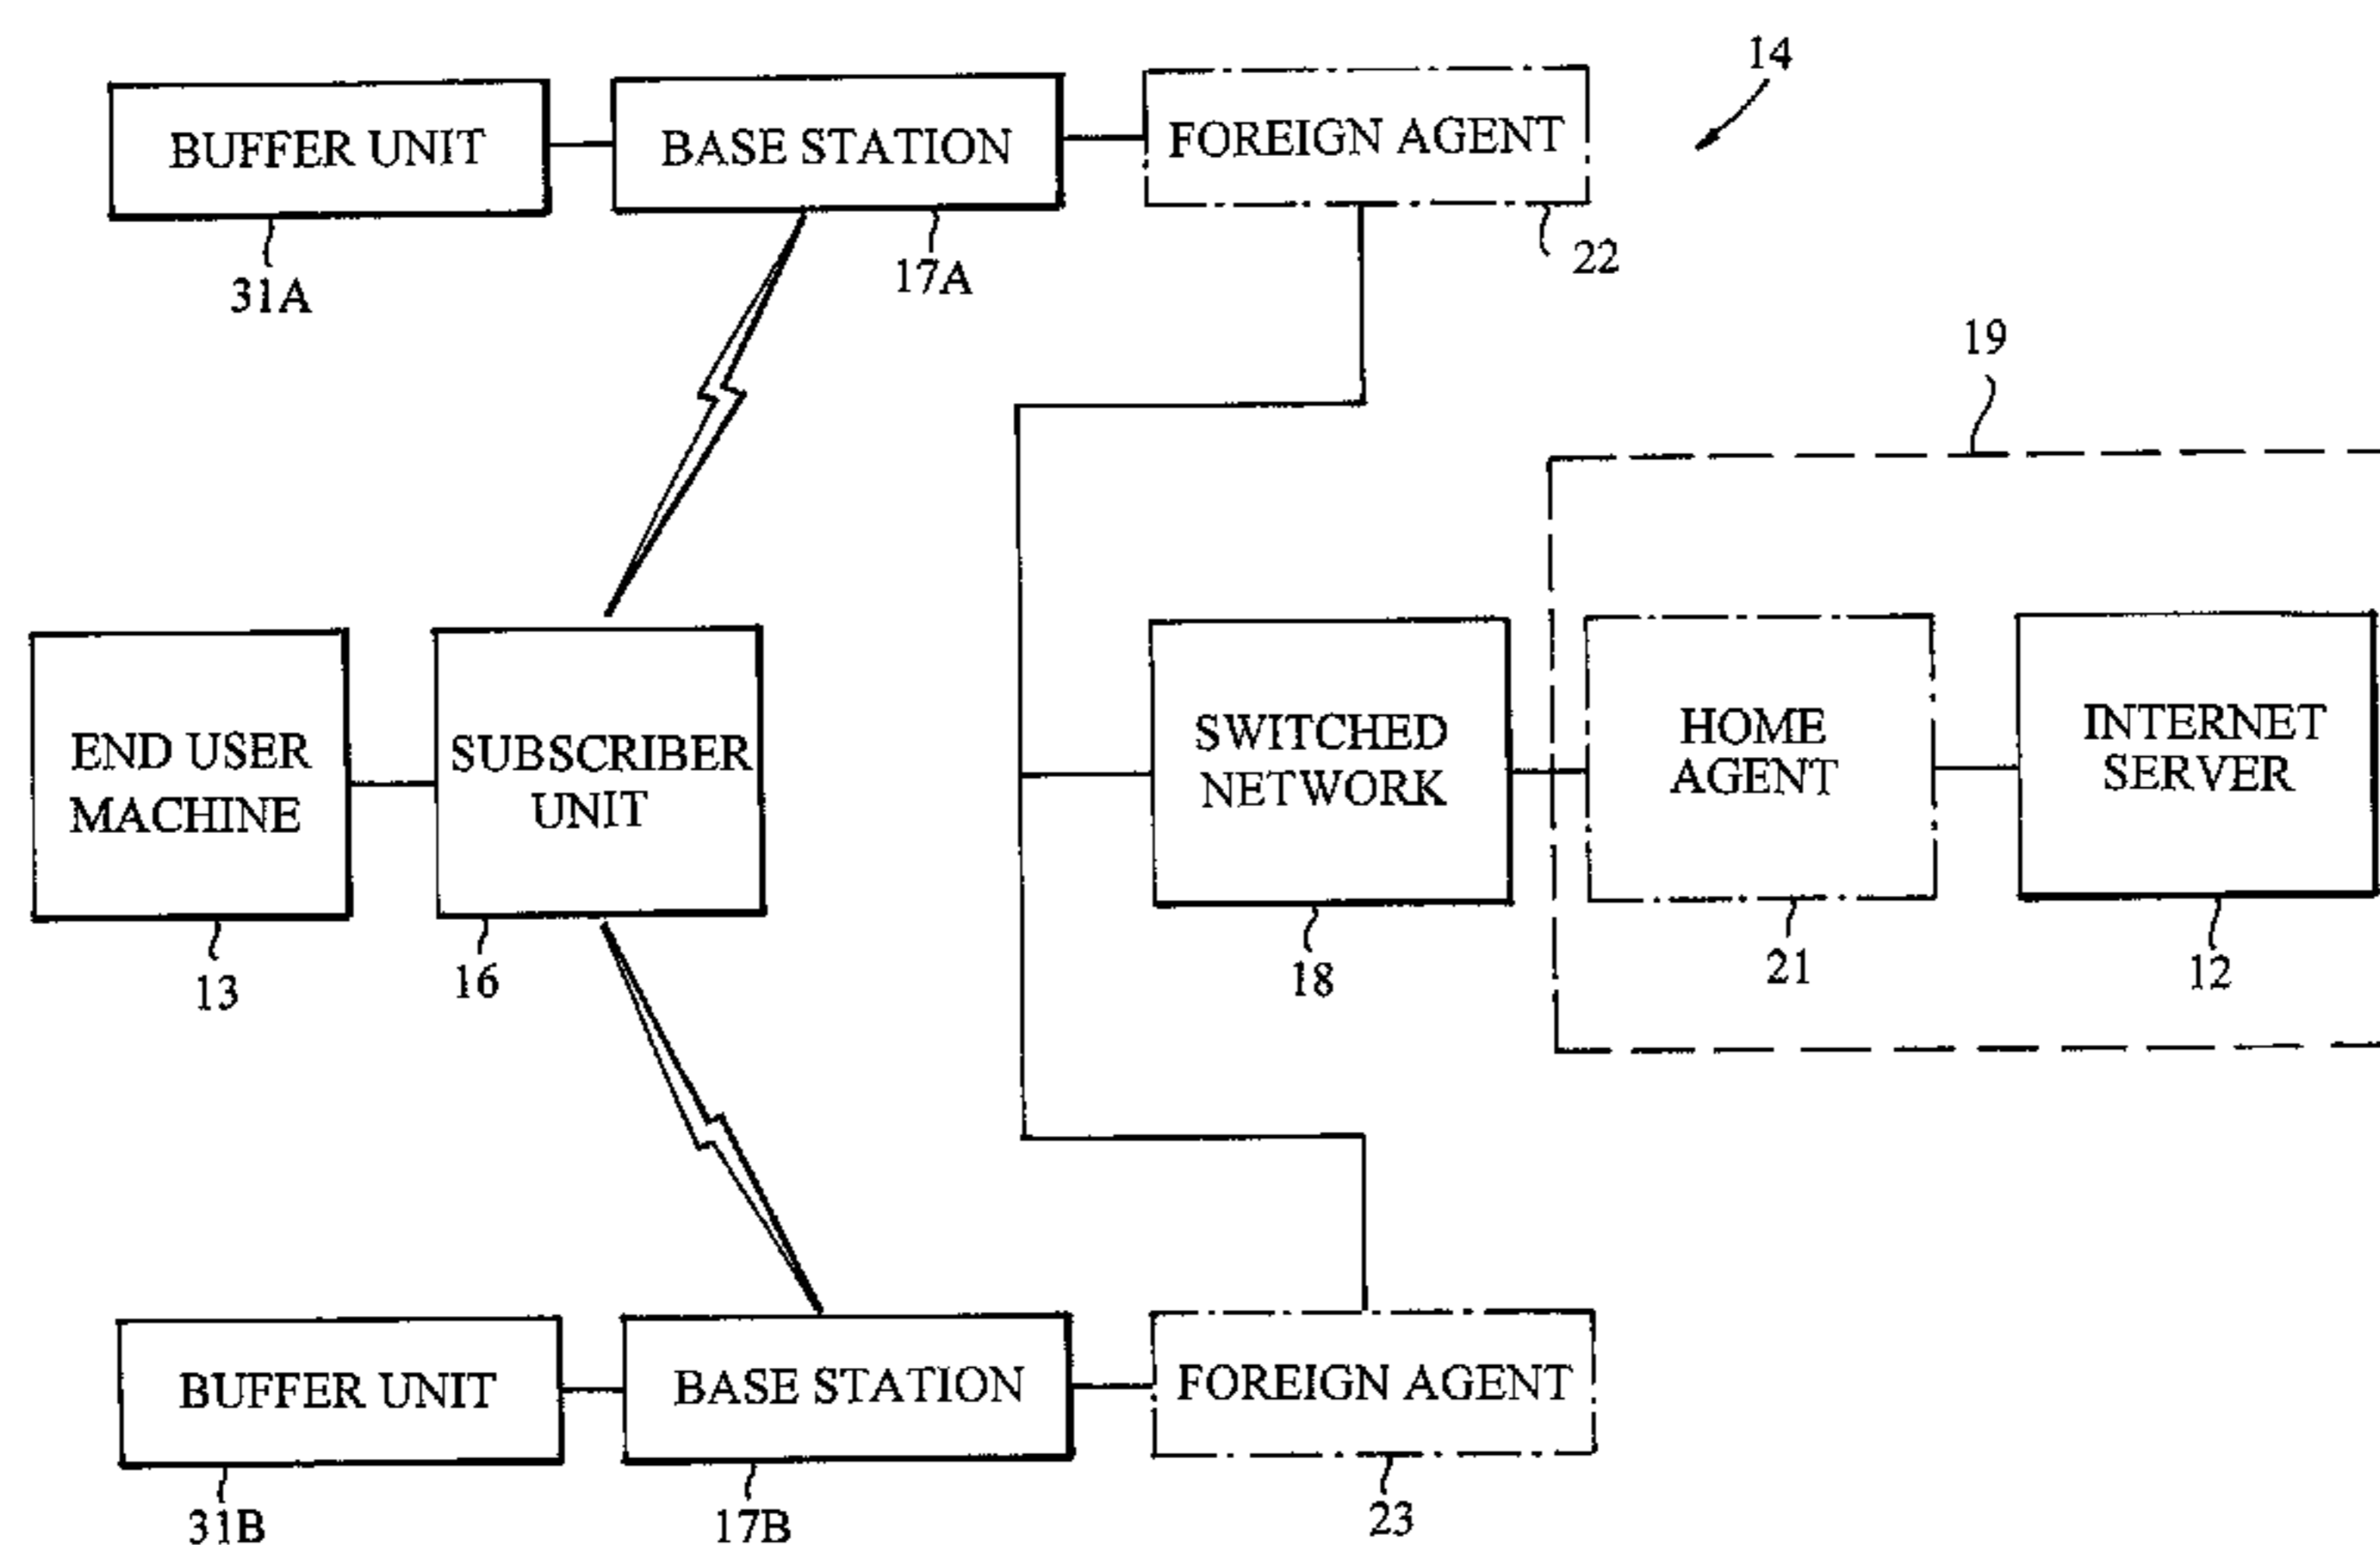 14
BUFFER UNIT
BASE STATION
FOREIGN AGENT
31A
17A
22
19
END USER
MACHINE
SUBSCRIBER
UNIT
SWITCHED
NETWORK
HOME
AGENT
INTERNET
SERVER
13
16
18
21
12
BUFFER UNIT
BASE STATION
FOREIGN AGENT
31B
17B
23